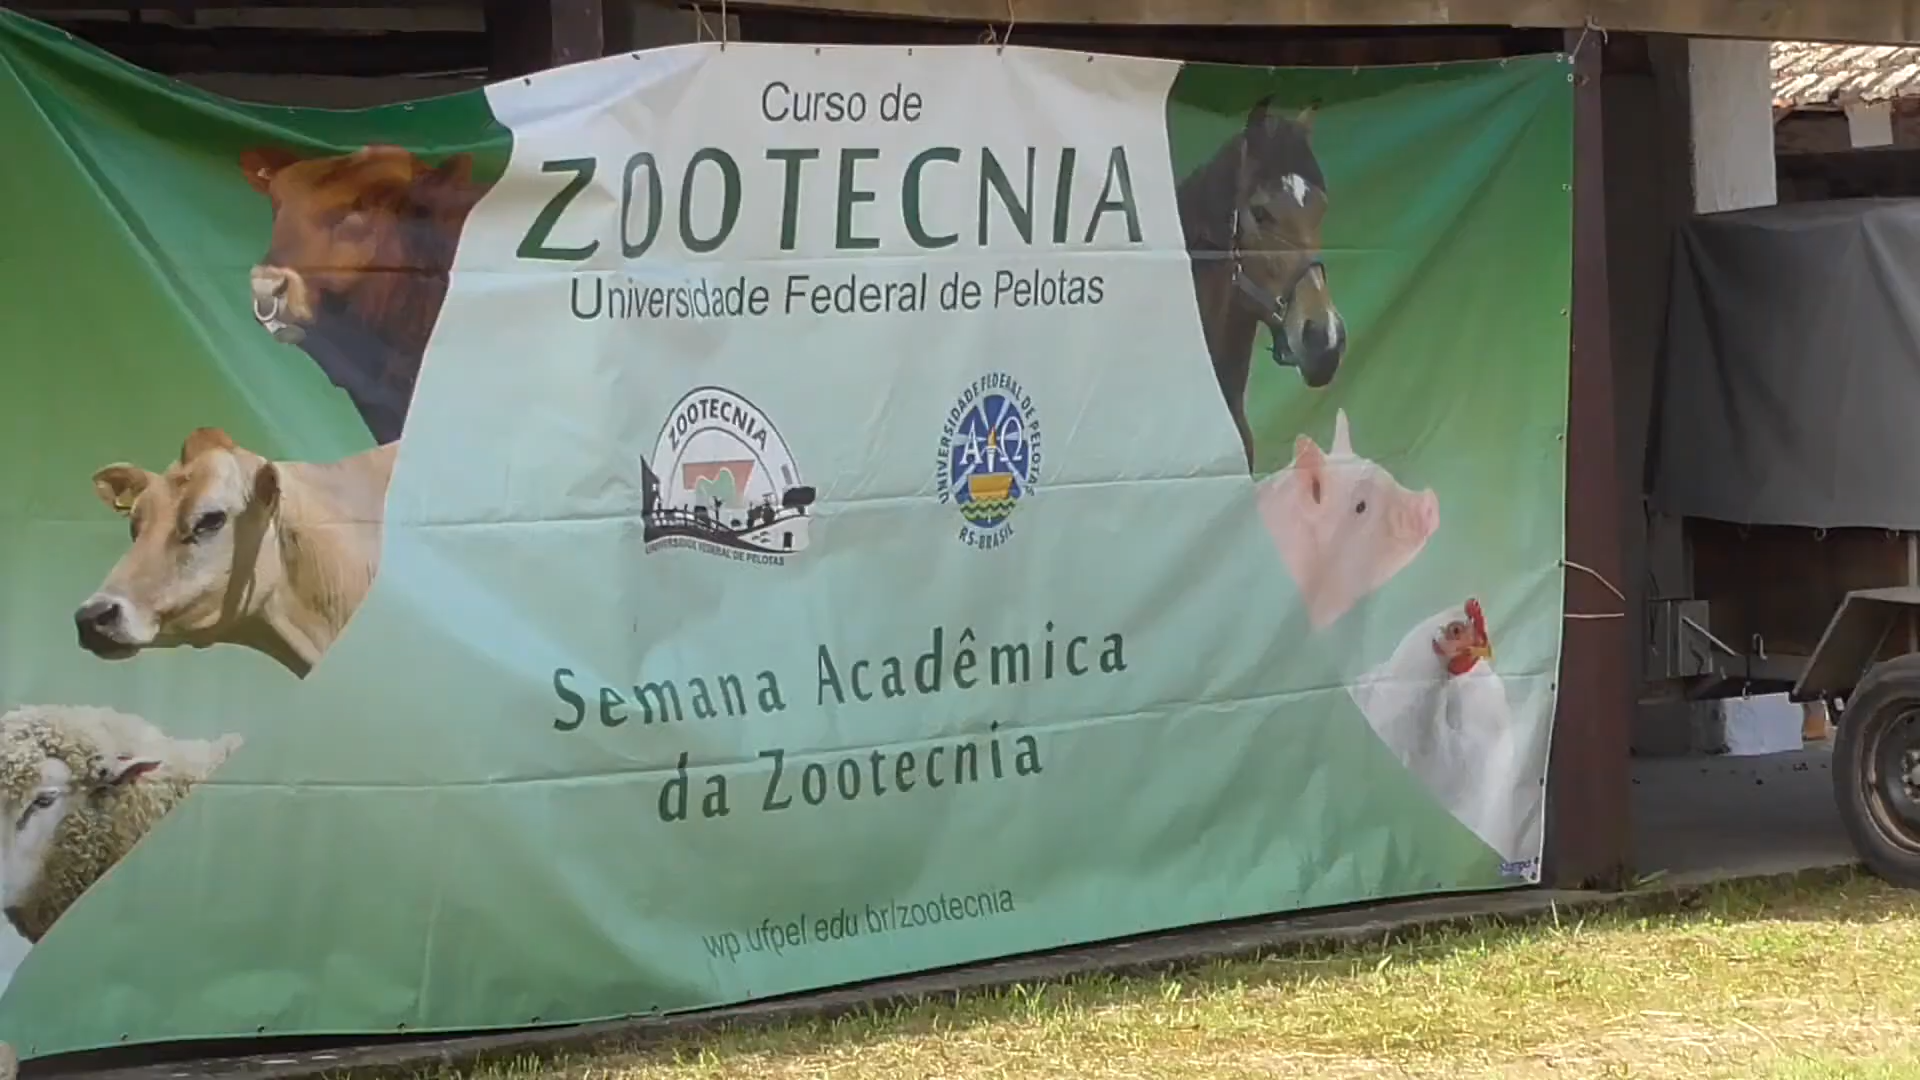 Curso de
ZOOTECNIA
Universidade Federal de Pelotas
ZOOTECNIA
UNIVERSIDADE FEDERAL DE PELOTAS
UNIVERSIDADE FEDERAL DE PELOTAS
A Ω
RS-BRASIL
Semana Acadêmica
da Zootecnia
wp.ufpel.edu.br/zootecnia